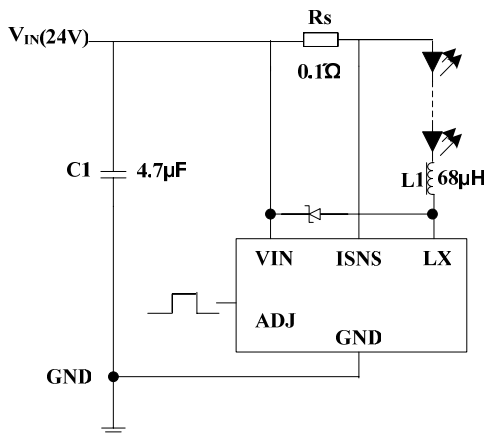 VIN(24V)
Rs
0.1Ω
C1
4.7µF
L1
68µH
VIN
ISNS
LX
ADJ
GND
GND